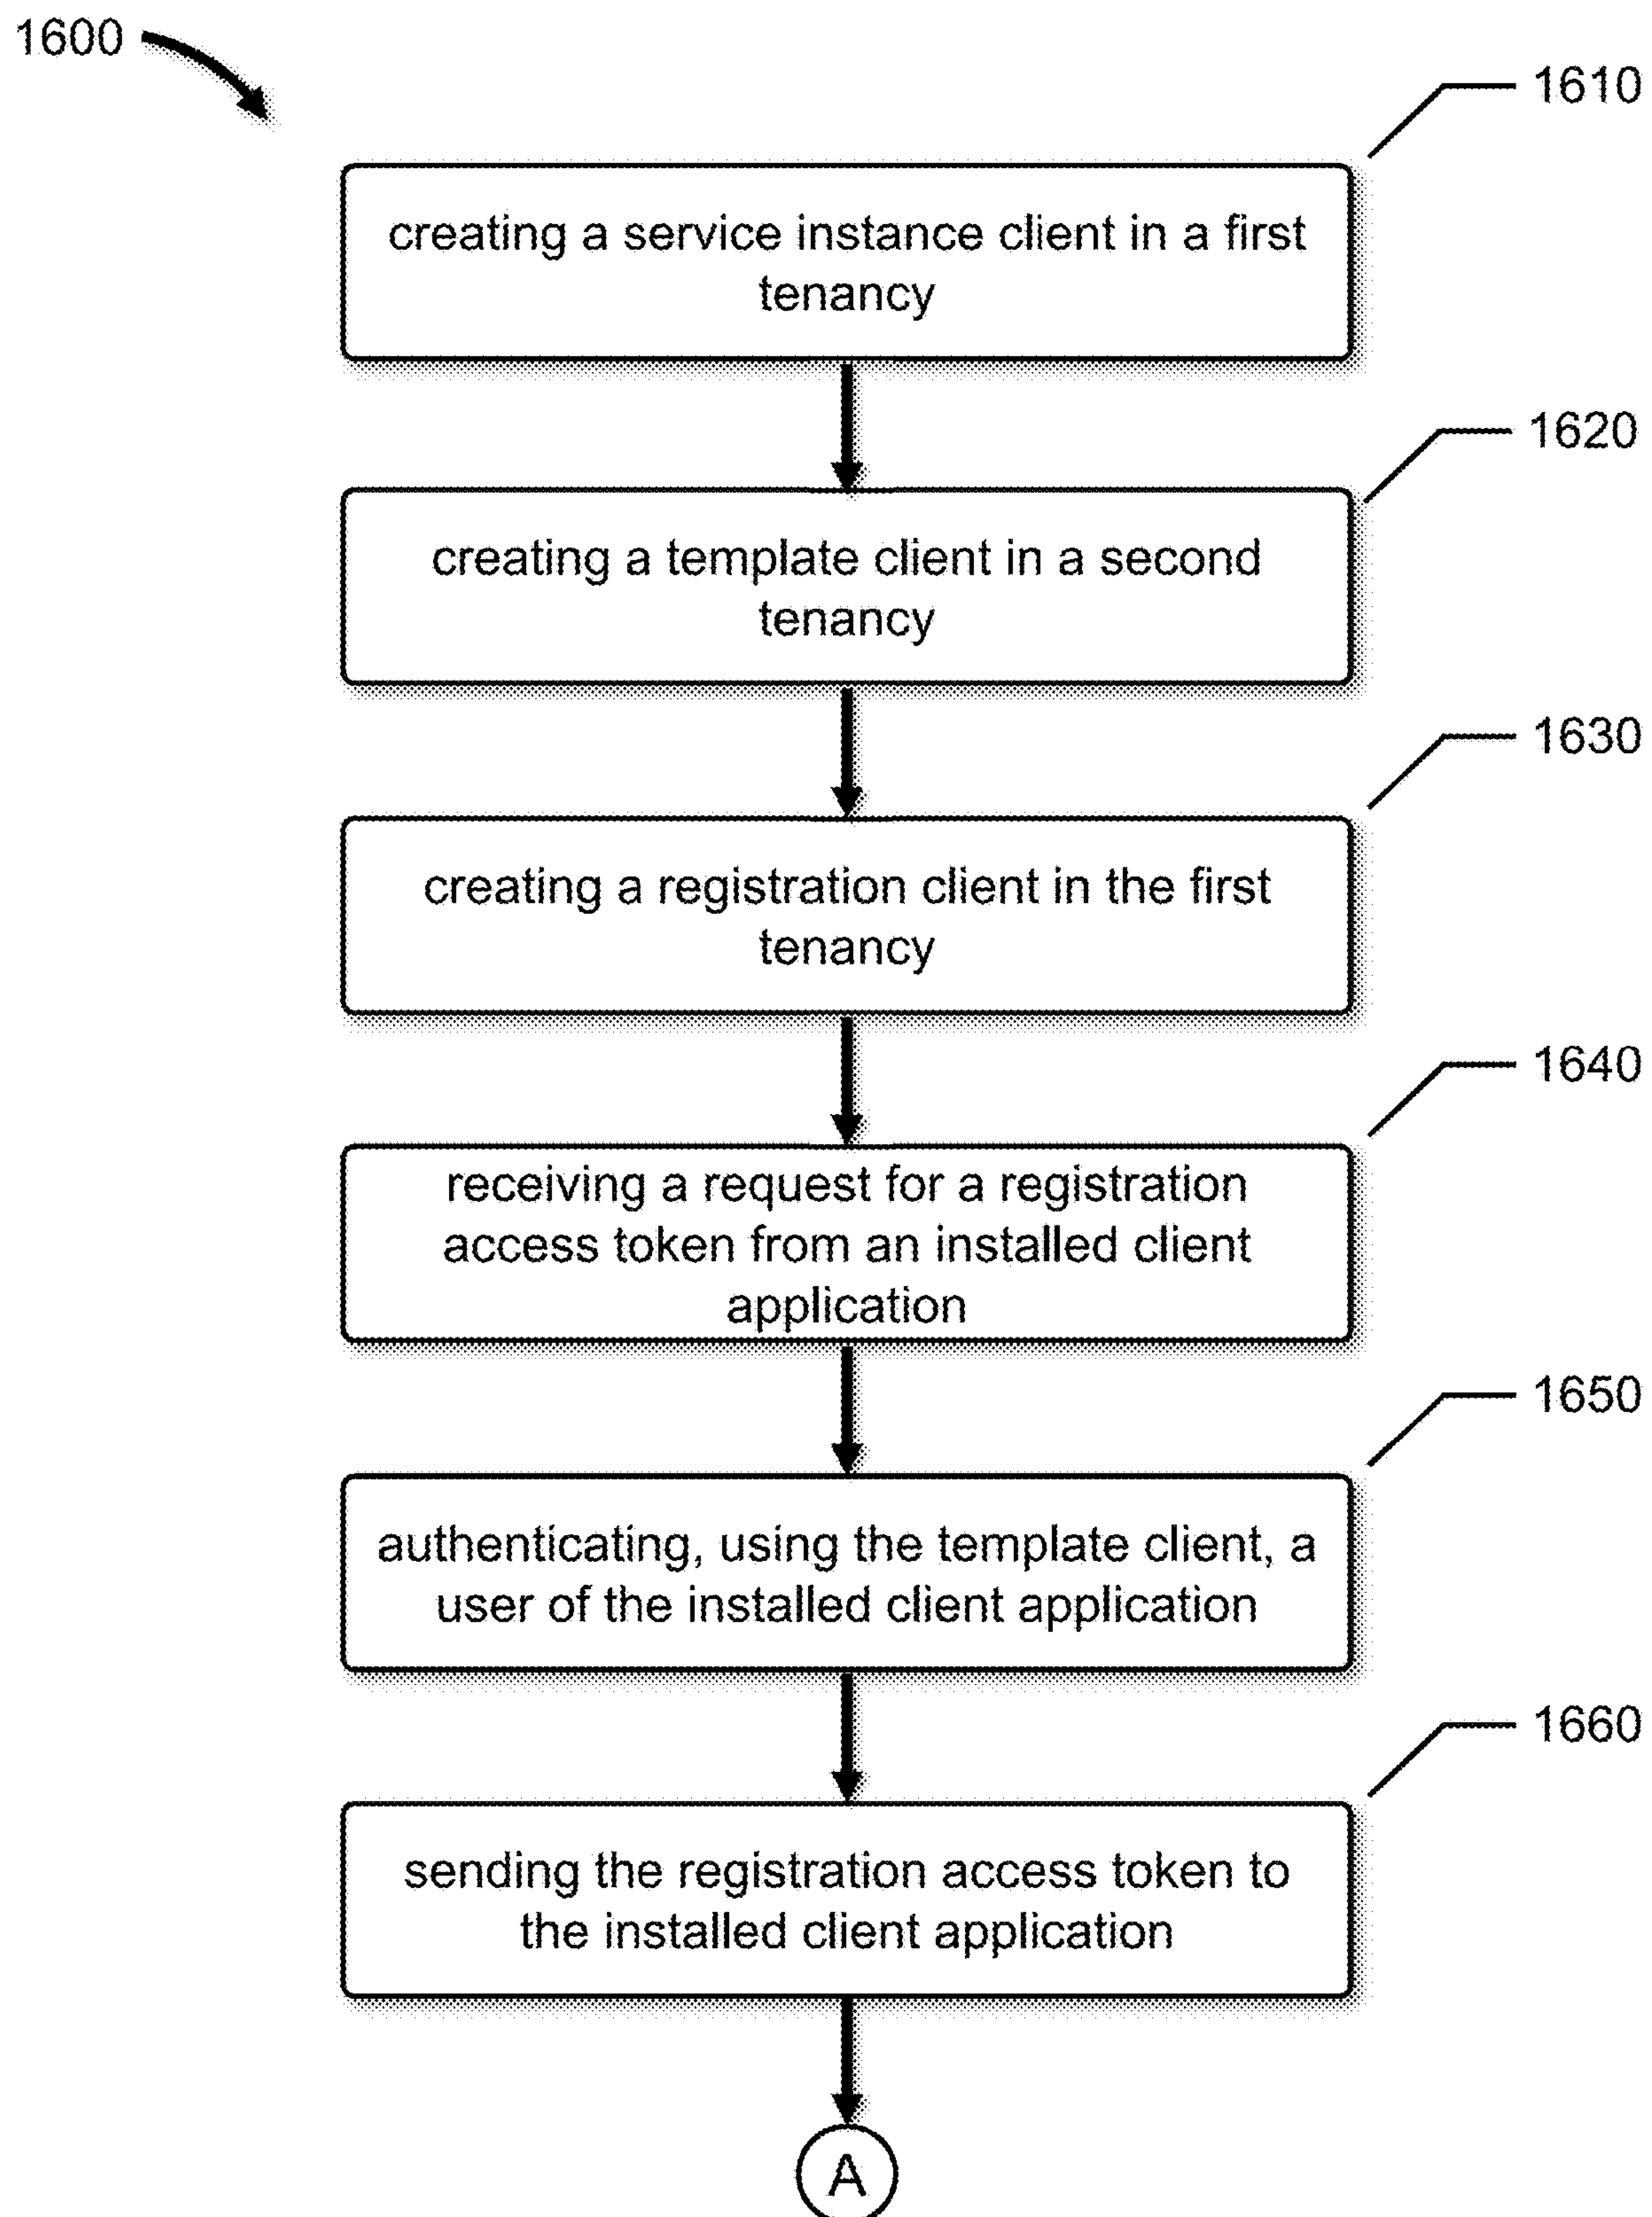 1600
1610
creating a service instance client in a first
tenancy
1620
creating a template client in a second
tenancy
1630
creating a registration client in the first
tenancy
1640
receiving a request for a registration
access token from an installed client
application
1650
authenticating, using the template client, a
user of the installed client application
1660
sending the registration access token to
the installed client application
A